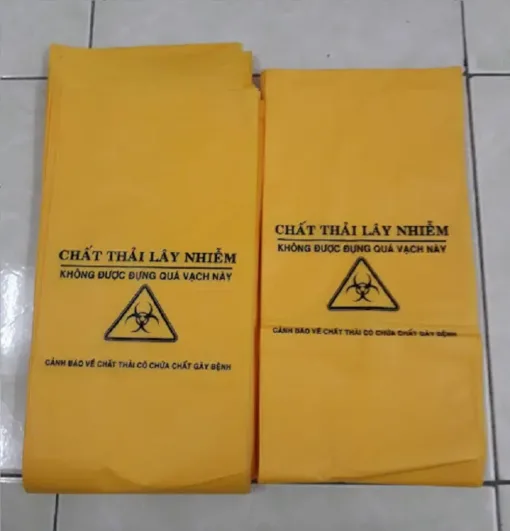 CHẤT THẢI LÂY NHIỄM
KHÔNG ĐƯỢC ĐỰNG QUÁ VẠCH NÀY
CẢNH BÁO VỀ CHẤT THẢI CÓ CHỨA CHẤT GÂY BỆNH
CHẤT THẢI LÂY NHIỄM
KHÔNG ĐƯỢC ĐỰNG QUÁ VẠCH NÀY
CẢNH BÁO VỀ CHẤT THẢI CÓ CHỨA CHẤT GÂY BỆNH